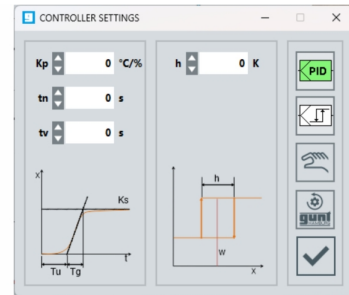 CONTROLLER SETTINGS
Kp 0 °C/%
tn 0 s
tv 0 s
h 0 K
x
Ks
t
Tu Tg
h
w
x
PID
gunt